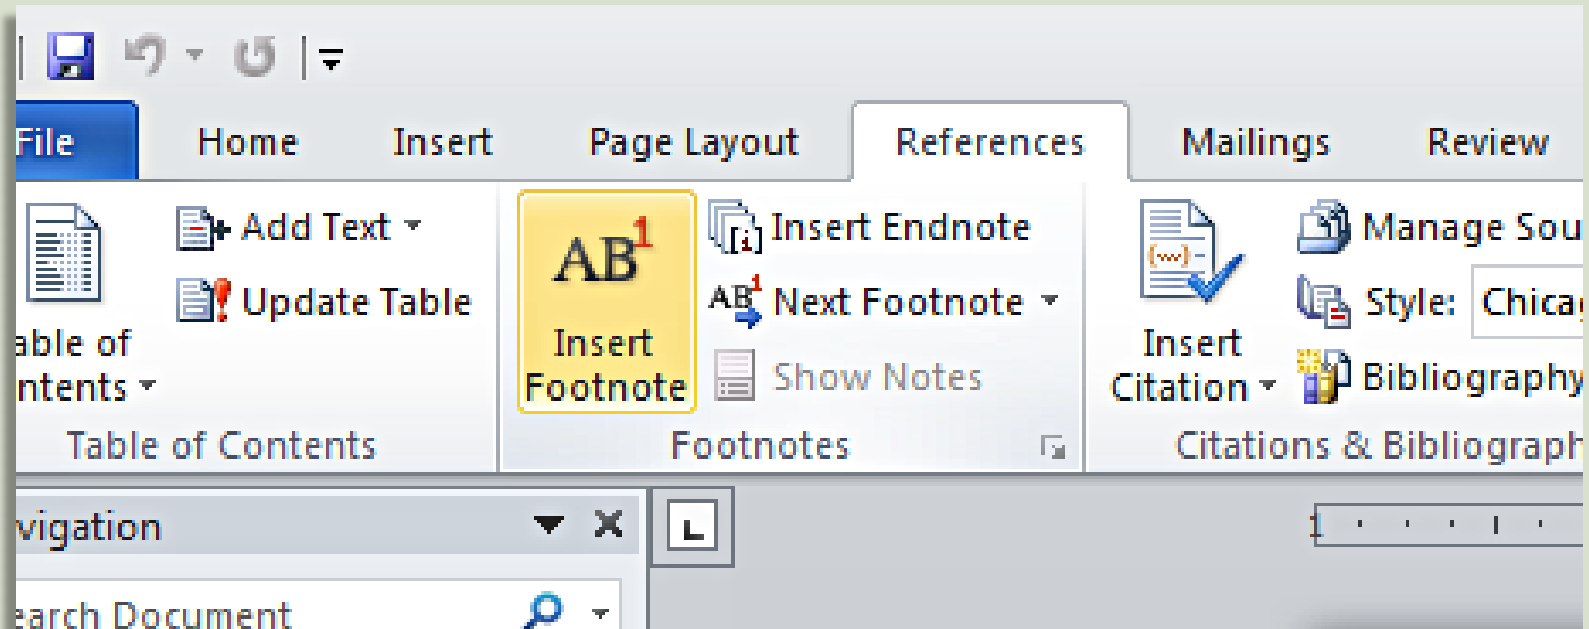 File Home Insert Page Layout References Mailings Review
Add Text
Update Table
able of
ntents
Table of Contents
AB1
Insert
Footnote
Insert Endnote
AB1 Next Footnote
Show Notes
Footnotes
Insert
Citation
Manage Sou
Style: Chica
Bibliography
Citations & Bibliograph
vigation
earch Document
1